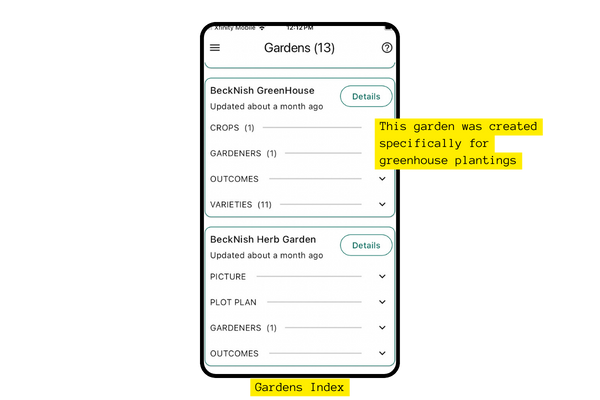 Xfinity Mobile 12:12 PM
Gardens (13)
BeckNish GreenHouse
Details
Updated about a month ago
CROPS (1)
GARDENERS (1)
OUTCOMES
VARIETIES (11)
This garden was created
specifically for
greenhouse plantings
BeckNish Herb Garden
Details
Updated about a month ago
PICTURE
PLOT PLAN
GARDENERS (1)
OUTCOMES
Gardens Index